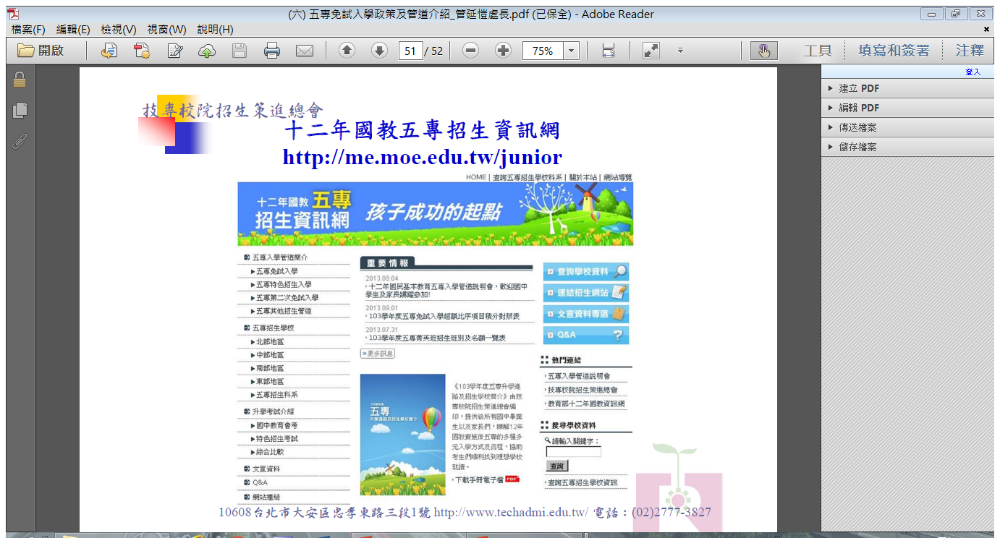 (六) 五專免試入學政策及管道介紹_管延愷處長.pdf (已保全) - Adobe Reader
檔案(F) 編輯(E) 檢視(V) 視窗(W) 說明(H)
開啟 51 / 52 75% 工具 填寫和簽署 注釋
登入
建立 PDF
編輯 PDF
傳送檔案
儲存檔案
技專校院招生策進總會
十二年國教五專招生資訊網
http://me.moe.edu.tw/junior
HOME | 查詢五專招生學校科系 | 關於本站 | 網站導覽
十二年國教 五專
招生資訊網
孩子成功的起點
五專入學管道簡介
五專免試入學
五專特色招生入學
五專第二次免試入學
五專其他招生管道
五專招生學校
北部地區
中部地區
南部地區
東部地區
五專招生科系
升學考試介紹
國中教育會考
特色招生考試
綜合比較
文宣資料
Q&A
網站連結
重要情報
2013.09.04
十二年國民基本教育五專入學管道說明會，歡迎國中
學生及家長踴躍參加!
2013.09.01
103學年度五專免試入學超額比序項目積分對照表
2013.07.31
103學年度五專菁英班招生班別及名額一覽表
»更多訊息
103學年度
五專
升學進路及招生學校簡介
《103學年度五專升學進
路及招生學校簡介》由技
專校院招生策進總會編
印，提供給所有國中畢業
生以及家長們，瞭解12年
國教實施後五專的多種多
元入學方式及流程，協助
考生們順利找到理想學校
就讀。
下載手冊電子檔 PDF
查詢學校資料
連結招生網站
文宣資料專區
Q&A
熱門連結
五專入學管道說明會
技專校院招生策進總會
教育部十二年國教資訊網
搜尋學校資料
請輸入關鍵字：
查詢
查詢五專招生學校資訊
10608台北市大安區忠孝東路三段1號 http://www.techadmi.edu.tw/ 電話：(02)2777-3827